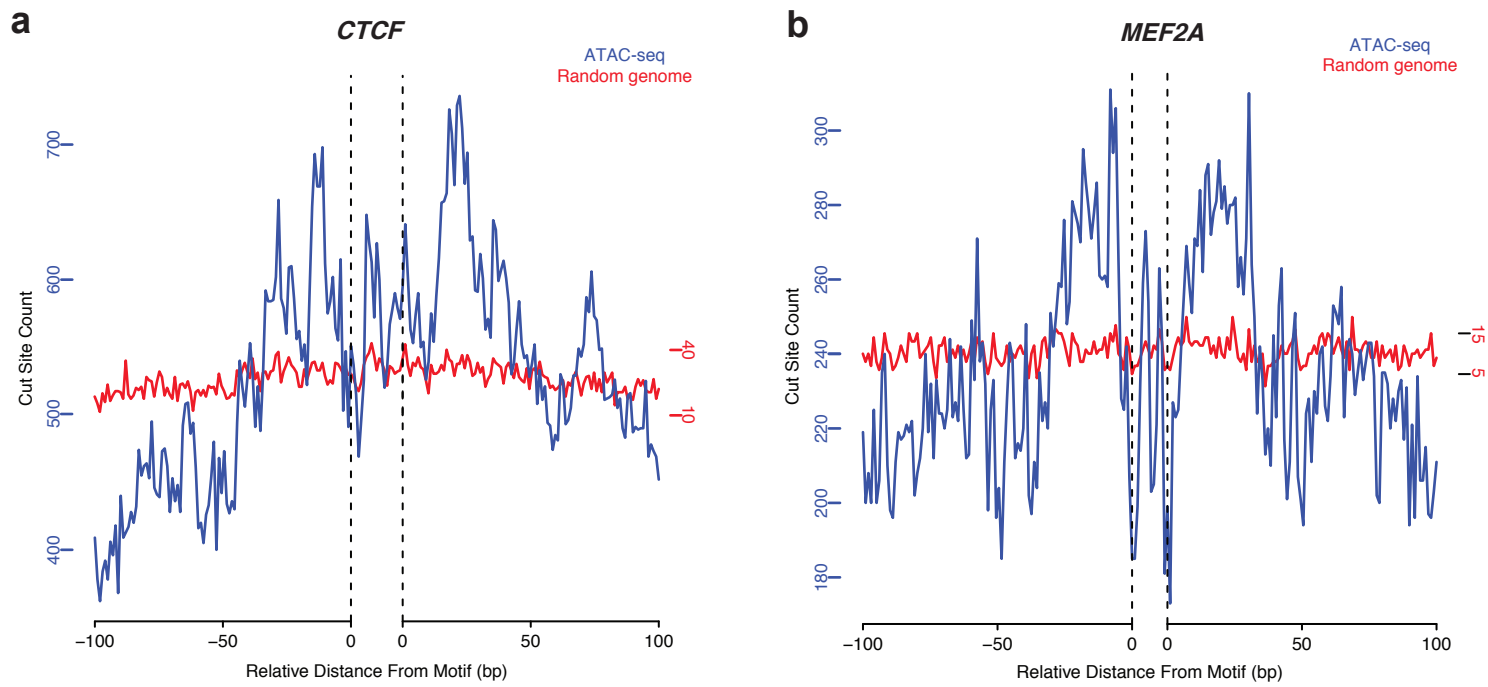 a
CTCF
ATAC-seq
Random genome
Cut Site Count
700
600
500
400
40
10
−100
−50
0
0
50
100
Relative Distance From Motif (bp)
b
MEF2A
ATAC-seq
Random genome
Cut Site Count
300
280
260
240
220
200
180
15
5
−100
−50
0
0
50
100
Relative Distance From Motif (bp)